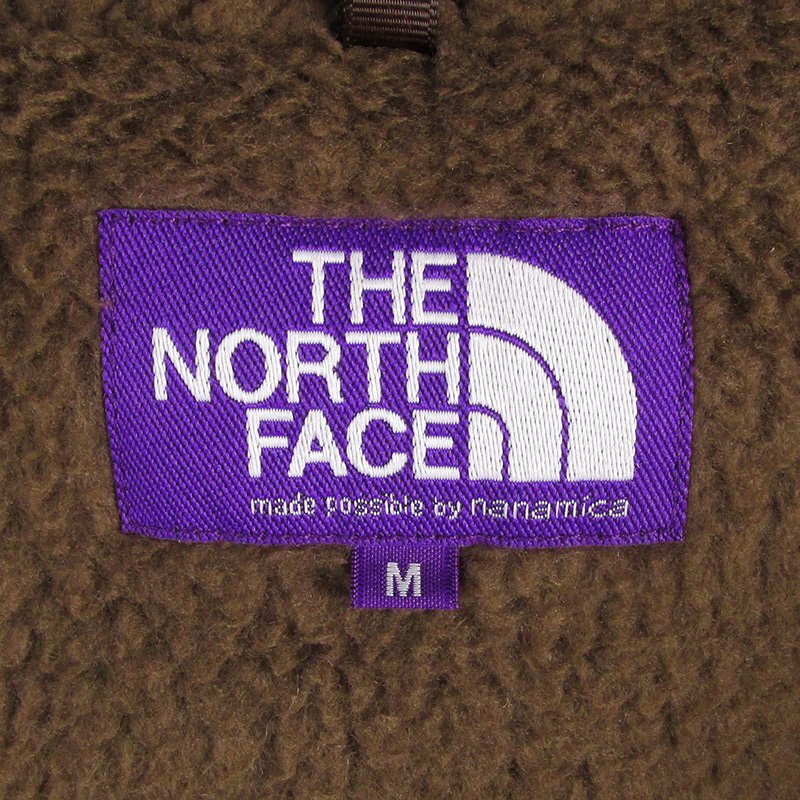 THE
NORTH
FACE
made possible by nanamica
M